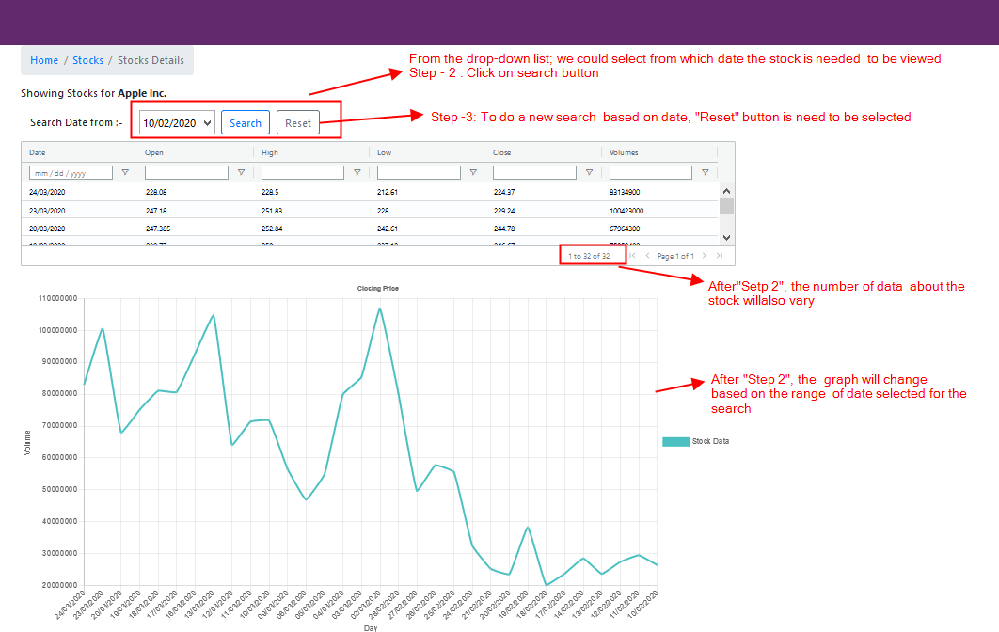 Home / Stocks / Stocks Details
From the drop-down list; we could select from which date the stock is needed to be viewed
Step - 2 : Click on search button
Showing Stocks for Apple Inc.
Search Date from :-
10/02/2020
Search
Reset
Step -3: To do a new search based on date, "Reset" button is need to be selected
Date Open High Low Close Volumes
mm / dd / yyyy
24/03/2020 228.08 228.5 212.61 224.37 83134900
23/03/2020 247.18 251.83 228 229.24 100423000
20/03/2020 247.385 252.84 242.61 244.78 67964300
1 to 32 of 32 Page 1 of 1
After"Setp 2", the number of data about the
stock willalso vary
Closing Price
110000000
100000000
90000000
80000000
70000000
60000000
50000000
40000000
30000000
20000000
Volume
After "Step 2", the graph will change
based on the range of date selected for the
search
Stock Data
24/03/2020 23/03/2020 20/03/2020 19/03/2020 18/03/2020 17/03/2020 16/03/2020 13/03/2020 12/03/2020 11/03/2020 10/03/2020 09/03/2020 06/03/2020 05/03/2020 04/03/2020 03/03/2020 02/03/2020 28/02/2020 27/02/2020 26/02/2020 25/02/2020 24/02/2020 21/02/2020 20/02/2020 19/02/2020 18/02/2020 17/02/2020 14/02/2020 13/02/2020 12/02/2020 11/02/2020 10/02/2020
Day